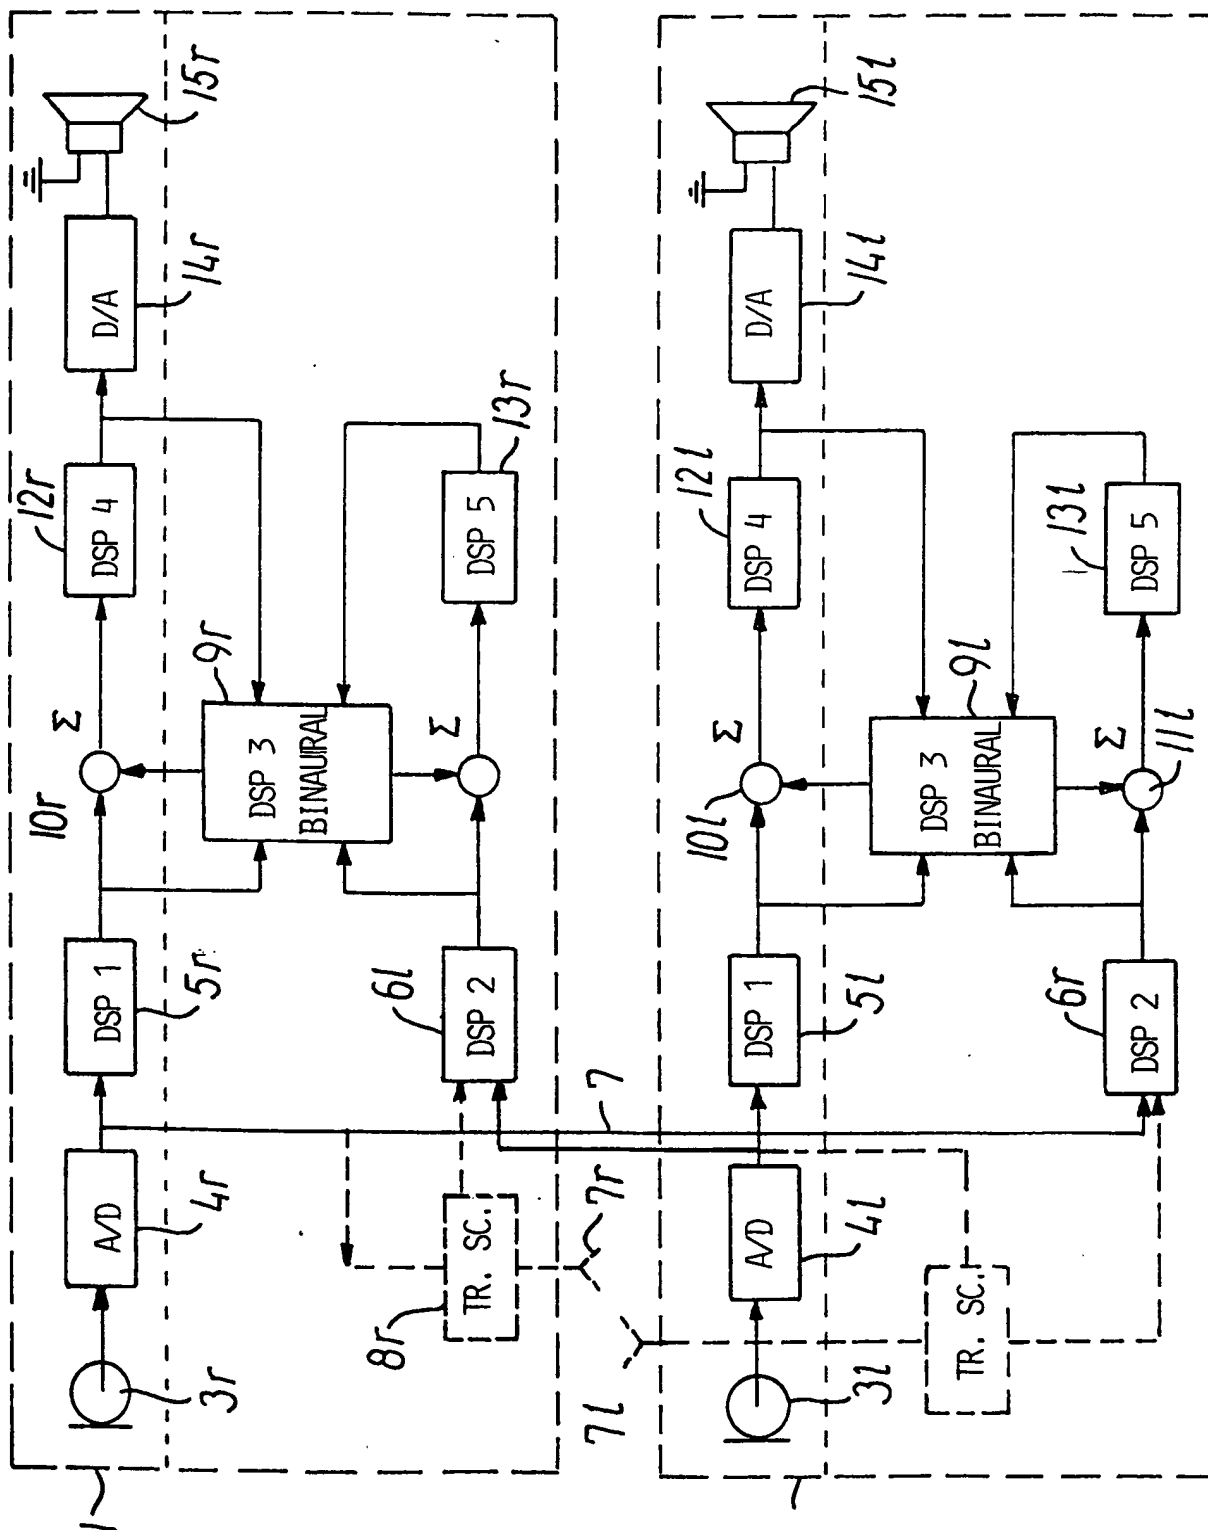 15r
D/A
14r
12r
DSP 4
Σ
10r
9r
DSP 3
BINAURAL
Σ
DSP 5
13r
DSP 1
5r
6l
DSP 2
7
A/D
4r
8r
TR. SC.
7r
3r
15l
D/A
14l
12l
DSP 4
Σ
10l
9l
DSP 3
BINAURAL
Σ
11l
DSP 5
13l
DSP 1
5l
6r
DSP 2
A/D
4l
7l
TR. SC.
3l